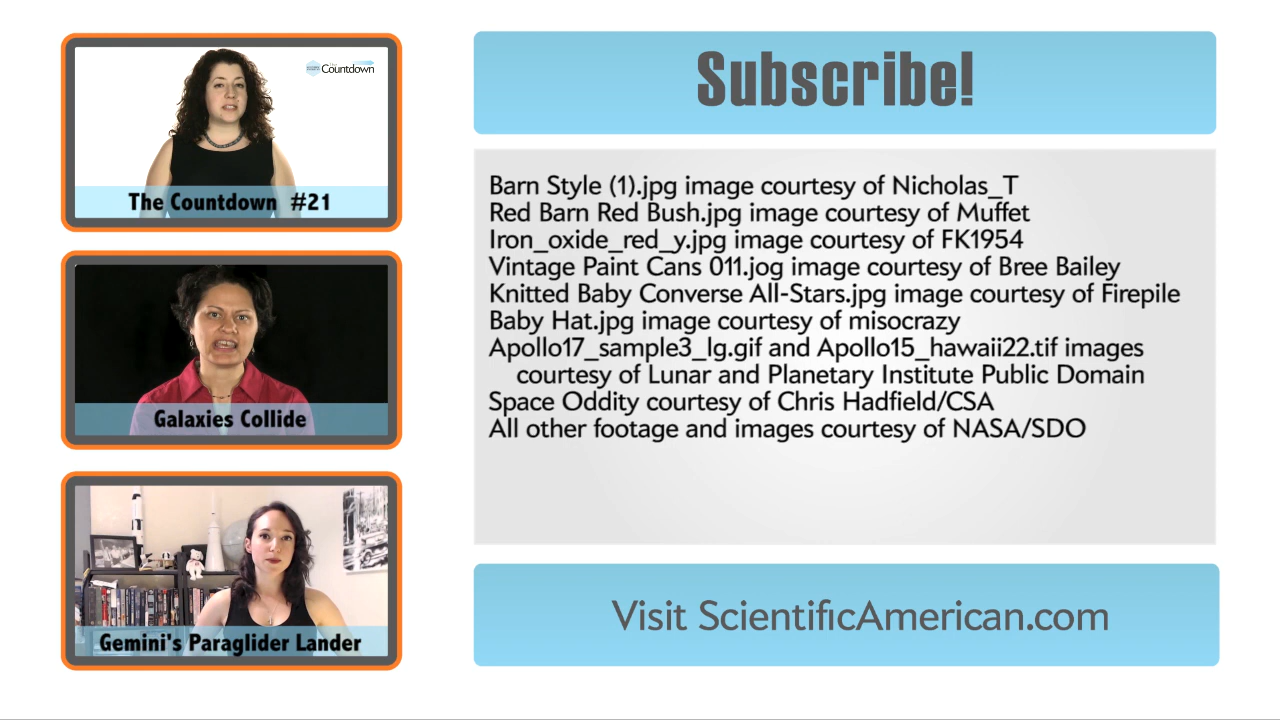 Countdown
The Countdown #21
Galaxies Collide
Gemini's Paraglider Lander
Subscribe!
Barn Style (1).jpg image courtesy of Nicholas_T
Red Barn Red Bush.jpg image courtesy of Muffet
Iron_oxide_red_y.jpg image courtesy of FK1954
Vintage Paint Cans 011.jog image courtesy of Bree Bailey
Knitted Baby Converse All-Stars.jpg image courtesy of Firepile
Baby Hat.jpg image courtesy of misocrazy
Apollo17_sample3_lg.gif and Apollo15_hawaii22.tif images
courtesy of Lunar and Planetary Institute Public Domain
Space Oddity courtesy of Chris Hadfield/CSA
All other footage and images courtesy of NASA/SDO
Visit ScientificAmerican.com